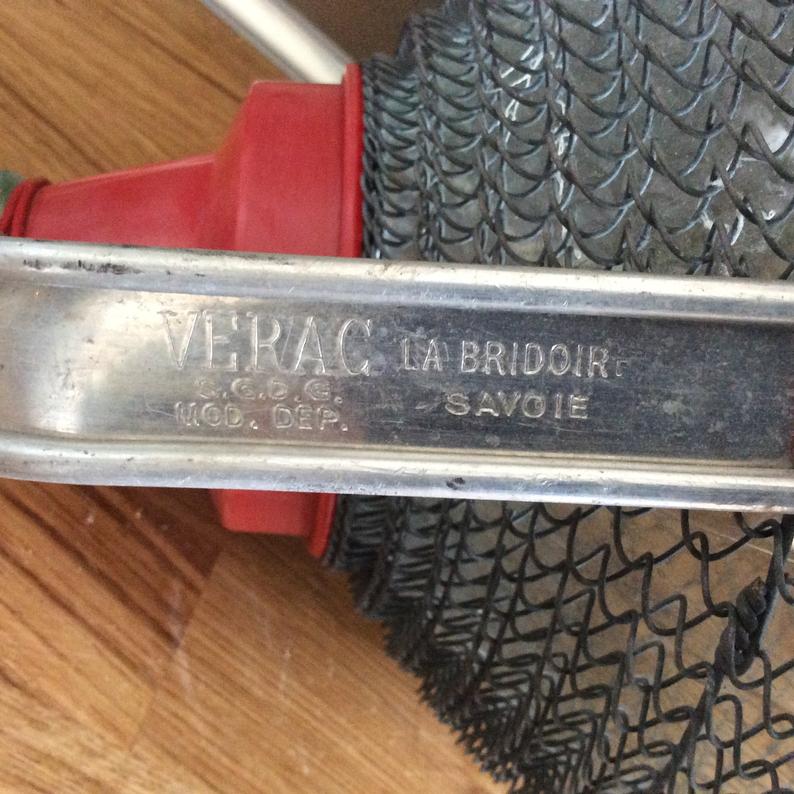 VERAC LA BRIDOIRE
S.G.D.G. SAVOIE
MOD. DEP.